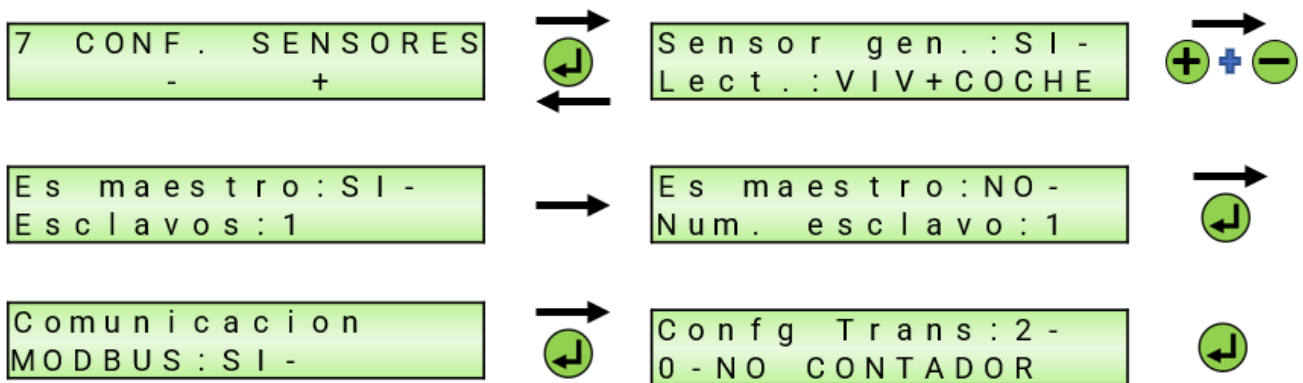 7 CONF. SENSORES
- +
Sensor gen.:SI-
Lect.:VIV+COCHE
Es maestro:SI-
Esclavos:1
Es maestro:NO-
Num. esclavo:1
Comunicacion
MODBUS:SI-
Confg Trans:2-
0-NO CONTADOR